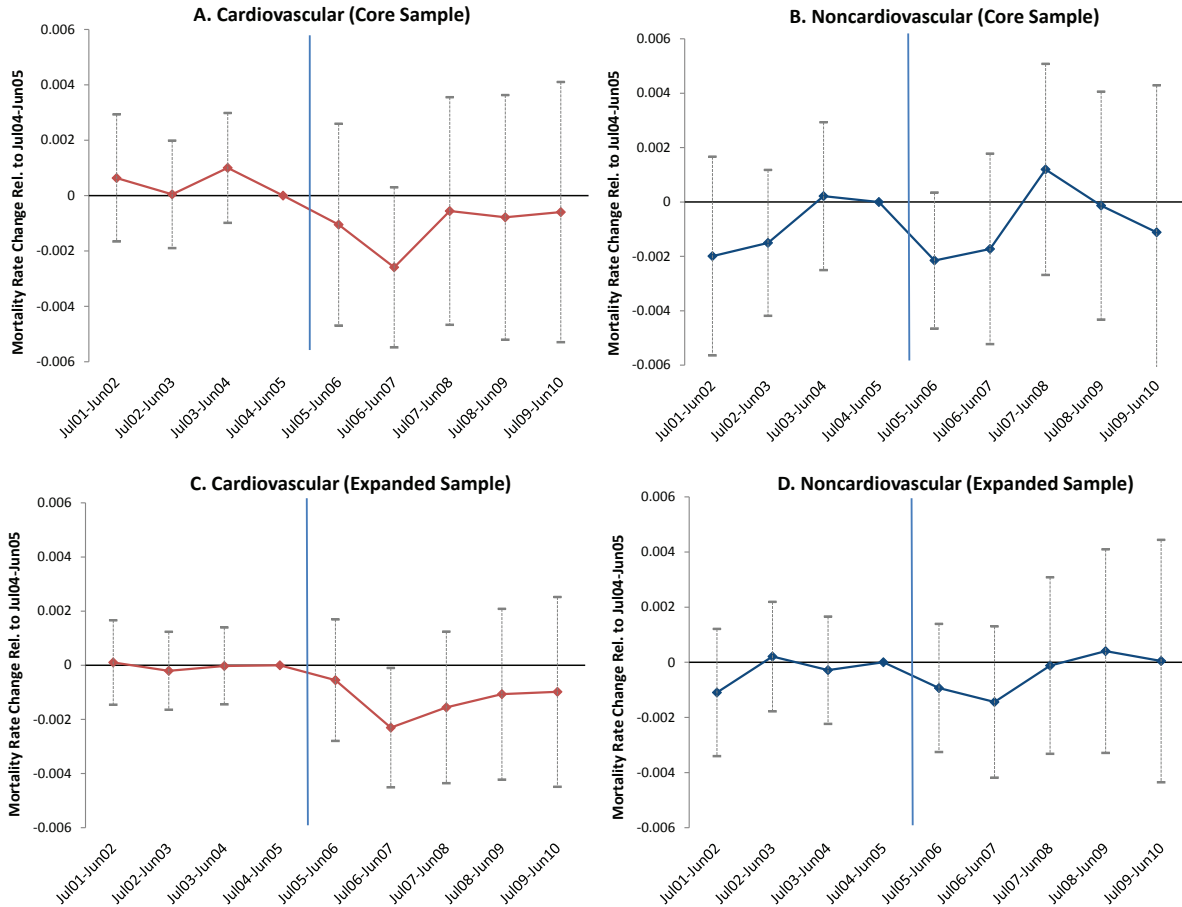 A. Cardiovascular (Core Sample)
Mortality Rate Change Rel. to Jul04-Jun05
0.006
0.004
0.002
0
-0.002
-0.004
-0.006
Jul01-Jun02
Jul02-Jun03
Jul03-Jun04
Jul04-Jun05
Jul05-Jun06
Jul06-Jun07
Jul07-Jun08
Jul08-Jun09
Jul09-Jun10
B. Noncardiovascular (Core Sample)
Mortality Rate Change Rel. to Jul04-Jun05
0.006
0.004
0.002
0
-0.002
-0.004
-0.006
Jul01-Jun02
Jul02-Jun03
Jul03-Jun04
Jul04-Jun05
Jul05-Jun06
Jul06-Jun07
Jul07-Jun08
Jul08-Jun09
Jul09-Jun10
C. Cardiovascular (Expanded Sample)
Mortality Rate Change Rel. to Jul04-Jun05
0.006
0.004
0.002
0
-0.002
-0.004
-0.006
Jul01-Jun02
Jul02-Jun03
Jul03-Jun04
Jul04-Jun05
Jul05-Jun06
Jul06-Jun07
Jul07-Jun08
Jul08-Jun09
Jul09-Jun10
D. Noncardiovascular (Expanded Sample)
Mortality Rate Change Rel. to Jul04-Jun05
0.006
0.004
0.002
0
-0.002
-0.004
-0.006
Jul01-Jun02
Jul02-Jun03
Jul03-Jun04
Jul04-Jun05
Jul05-Jun06
Jul06-Jun07
Jul07-Jun08
Jul08-Jun09
Jul09-Jun10